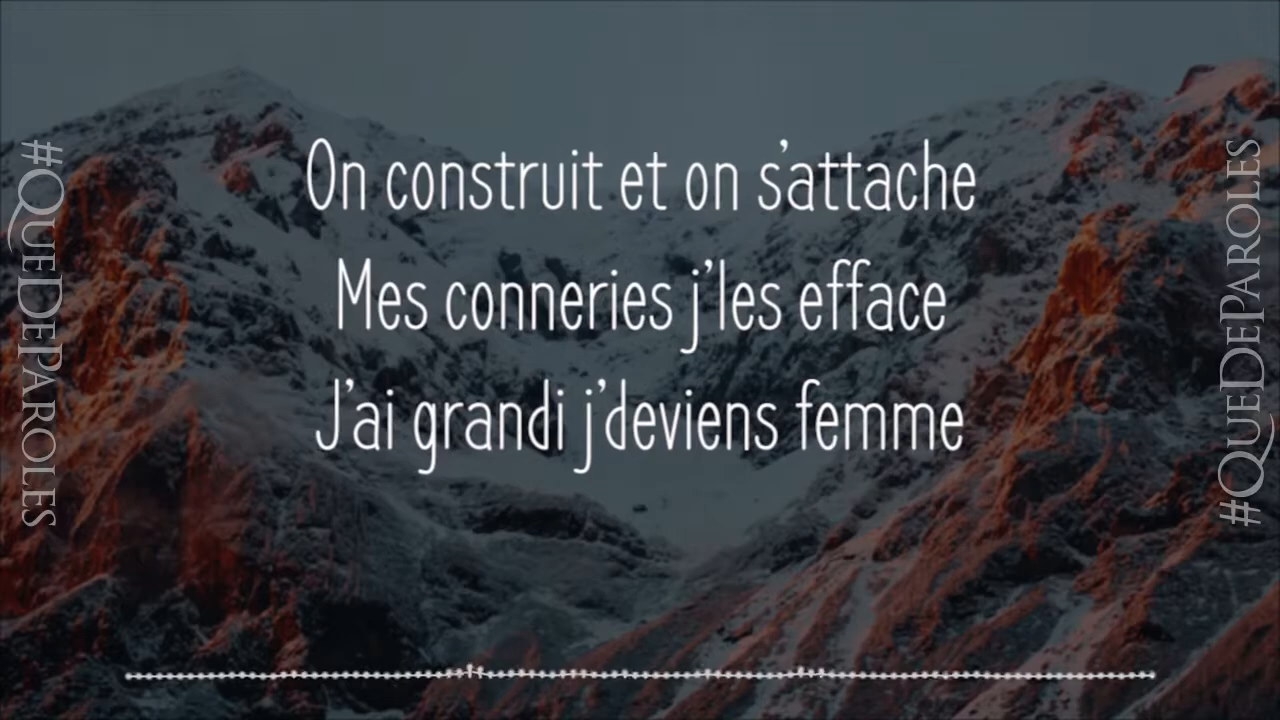 On construit et on s'attache
Mes conneries j'les efface
J'ai grandi j'deviens femme
#QueDeParoles
#QueDeParoles